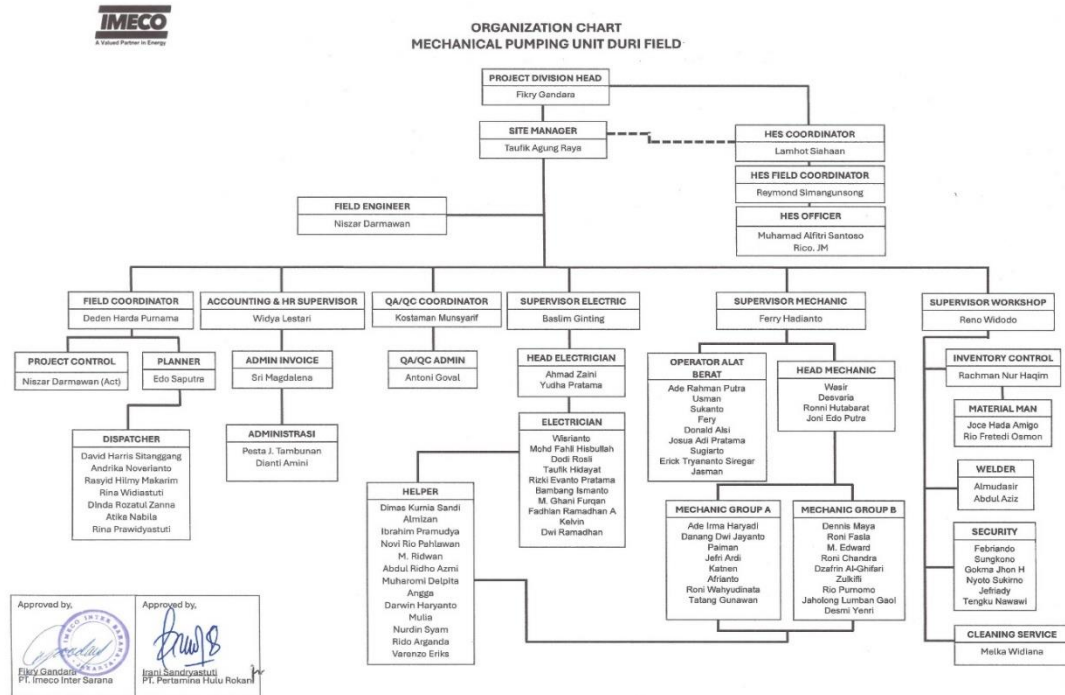 IMECO
A Valued Partner in Energy
ORGANIZATION CHART
MECHANICAL PUMPING UNIT DURI FIELD
PROJECT DIVISION HEAD
Fikry Gandara
SITE MANAGER
Taufik Agung Raya
HES COORDINATOR
Lamhot Siahaan
HES FIELD COORDINATOR
Reymond Simangunsong
HES OFFICER
Muhamad Alfitri Santoso
Rico. JM
FIELD ENGINEER
Niszar Darmawan
FIELD COORDINATOR
Deden Harda Purnama
PROJECT CONTROL
Niszar Darmawan (Act)
PLANNER
Edo Saputra
DISPATCHER
David Harris Sitanggang
Andrika Noverianto
Rasyid Hilmy Makarim
Rina Widiastuti
Dinda Rozatul Zanna
Atika Nabila
Rina Prawidyastuti
ACCOUNTING & HR SUPERVISOR
Widya Lestari
ADMIN INVOICE
Sri Magdalena
ADMINISTRASI
Pesta J. Tambunan
Dianti Amini
QA/QC COORDINATOR
Kostaman Munsyarif
QA/QC ADMIN
Antoni Goval
SUPERVISOR ELECTRIC
Baslim Ginting
HEAD ELECTRICIAN
Ahmad Zaini
Yudha Pratama
ELECTRICIAN
Wisrianto
Mohd Fahli Hisbullah
Dodi Rosli
Taufik Hidayat
Rizki Evanto Pratama
Bambang Ismanto
M. Ghani Furqan
Fadhlan Ramadhan A
Kelvin
Dwi Ramadhan
HELPER
Dimas Kurnia Sandi
Almizan
Ibrahim Pramudya
Novi Rio Pahlawan
M. Ridwan
Abdul Ridho Azmi
Muharomi Delpita
Angga
Darwin Haryanto
Mulia
Nurdin Syam
Rido Arganda
Varenzo Eriks
SUPERVISOR MECHANIC
Ferry Hadianto
OPERATOR ALAT
BERAT
Ade Rahman Putra
Usman
Sukanto
Fery
Donald Alsi
Josua Adi Pratama
Sugiarto
Erick Tryananto Siregar
Jasman
HEAD MECHANIC
Wasir
Desvaria
Ronni Hutabarat
Joni Edo Putra
MECHANIC GROUP A
Ade Irma Haryadi
Danang Dwi Jayanto
Paiman
Jefri Ardi
Katnen
Afrianto
Roni Wahyudinata
Tatang Gunawan
MECHANIC GROUP B
Dennis Maya
Roni Fasla
M. Edward
Roni Chandra
Dzafrin Al-Ghifari
Zulkifli
Rio Purnomo
Jaholong Lumban Gaol
Desmi Yenri
SUPERVISOR WORKSHOP
Reno Widodo
INVENTORY CONTROL
Rachman Nur Haqim
MATERIAL MAN
Joce Hada Amigo
Rio Fretedi Osmon
WELDER
Almudasir
Abdul Aziz
SECURITY
Febriando
Sungkono
Gokma Jhon H
Nyoto Sukirno
Jefriady
Tengku Nawawi
CLEANING SERVICE
Melka Widiana
Approved by,
Fikry Gandara
PT. Imeco Inter Sarana
Approved by,
Irani Sandryastuti
PT. Pertamina Hulu Rokan
IMECO INTER SARANA
JAKARTA